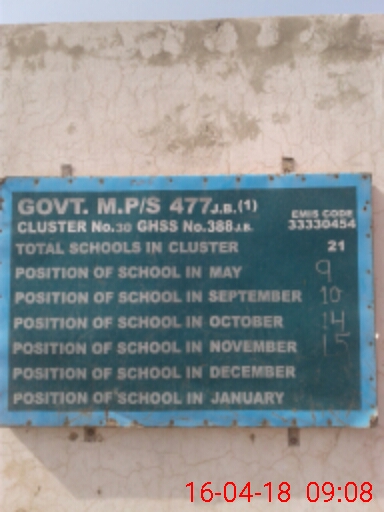 GOVT. M.P/S 477 J.B.(1)
CLUSTER No.30 GHSS No.388 J.B.
EMIS CODE
33330454
TOTAL SCHOOLS IN CLUSTER 21
POSITION OF SCHOOL IN MAY 9
POSITION OF SCHOOL IN SEPTEMBER 10
POSITION OF SCHOOL IN OCTOBER 14
POSITION OF SCHOOL IN NOVEMBER 15
POSITION OF SCHOOL IN DECEMBER
POSITION OF SCHOOL IN JANUARY
16-04-18 09:08